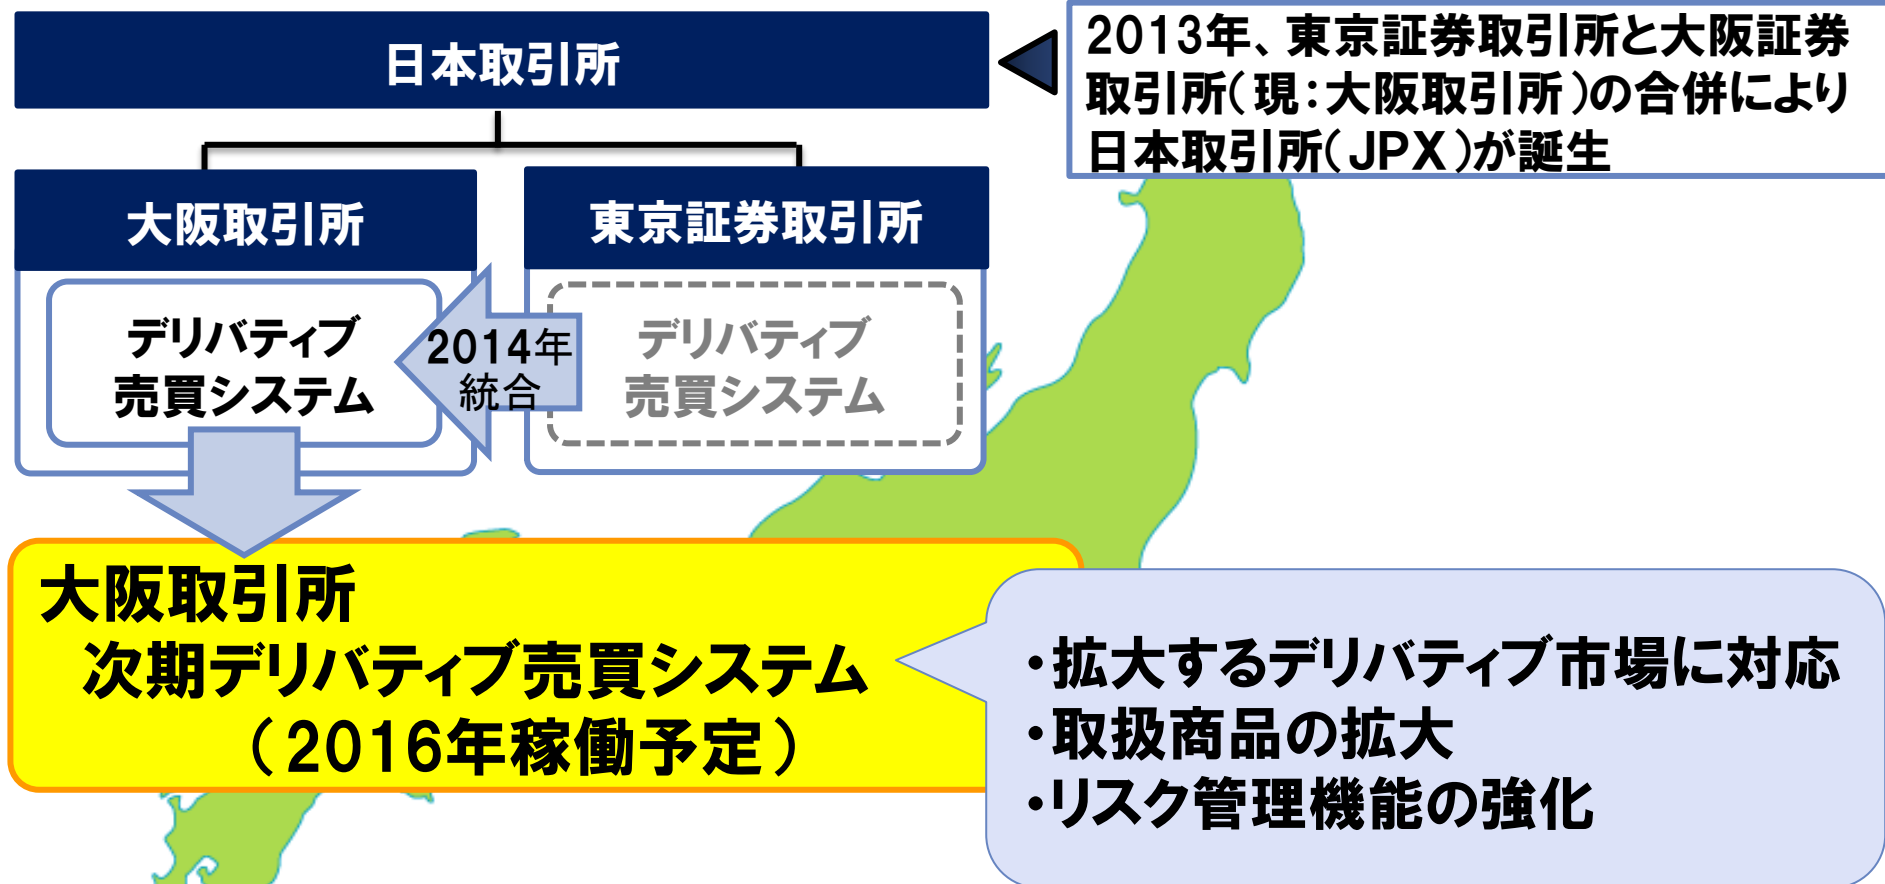 日本取引所
2013年、東京証券取引所と大阪証券
取引所(現:大阪取引所)の合併により
日本取引所(JPX)が誕生
大阪取引所
東京証券取引所
デリバティブ
売買システム
2014年
統合
デリバティブ
売買システム
大阪取引所
次期デリバティブ売買システム
(2016年稼働予定)
・拡大するデリバティブ市場に対応
・取扱商品の拡大
・リスク管理機能の強化